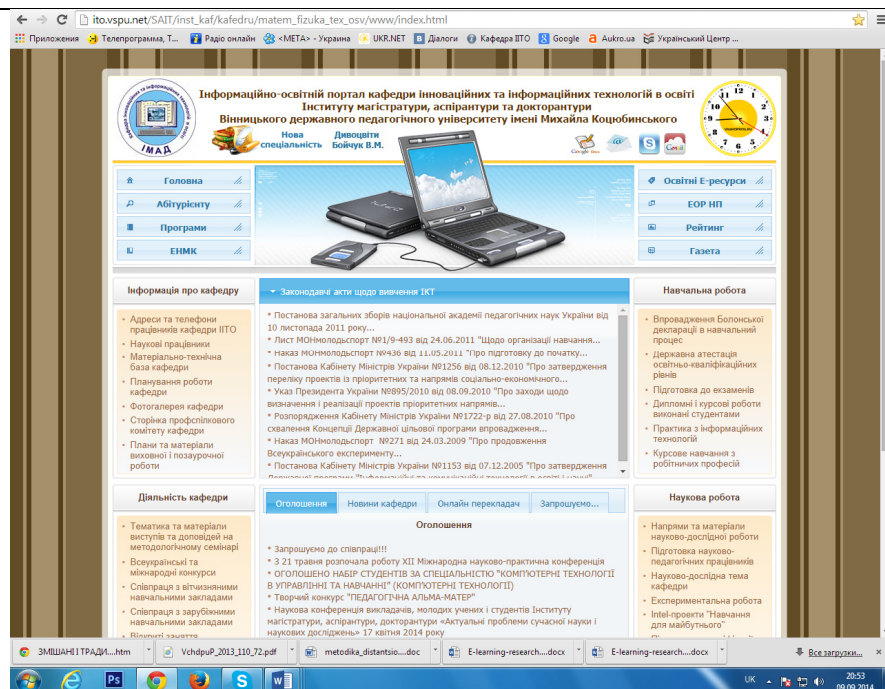 ito.vspu.net/SAIT/inst_kaf/kafedru/matem_fizuka_tex_osv/www/index.html
Приложения Телепрограмма, Т... Радіо онлайн <МЕТА> - Украина UKR.NET Діалоги Кафедра ІІТО Google Aukro.ua Український Центр ...
Інформаційно-освітній портал кафедри інноваційних та інформаційних технологій в освіті
Інституту магістратури, аспірантури та докторантури
Вінницького державного педагогічного університету імені Михайла Коцюбинського
ІМАД
Нова
спеціальність
Дивоцвіти
Бойчук В.М.
Google Docs
Gmail
Головна
Абітурієнту
Програми
ЕНМК
Освітні Е-ресурси
ЕОР НП
Рейтинг
Газета
Інформація про кафедру
Адреси та телефони
працівників кафедри ІІТО
Наукові працівники
Матеріально-технічна
база кафедри
Планування роботи
кафедри
Фотогалерея кафедри
Сторінка профспілкового
комітету кафедри
Плани та матеріали
виховної і позаурочної
роботи
Законодавчі акти щодо вивчення ІКТ
* Постанова загальних зборів національної академії педагогічних наук України від
10 листопада 2011 року...
* Лист МОНмолодьспорт №1/9-493 від 24.06.2011 "Щодо організації навчання...
* Наказ МОНмолодьспорт №436 від 11.05.2011 "Про підготовку до початку...
* Постанова Кабінету Міністрів України №1256 від 08.12.2010 "Про затвердження
переліку проектів із пріоритетних та напрямів соціально-економічного...
* Указ Президента України №895/2010 від 08.09.2010 "Про заходи щодо
визначення і реалізації проектів пріоритетних напрямів...
* Розпорядження Кабінету Міністрів України №1722-р від 27.08.2010 "Про
схвалення Концепції Державної цільової програми впровадження...
* Наказ МОНмолодьспорт №271 від 24.03.2009 "Про продовження
Всеукраїнського експерименту...
* Постанова Кабінету Міністрів України №1153 від 07.12.2005 "Про затвердження
Державної програми "Інформаційні та комунікаційні технології в освіті і науці"
Навчальна робота
Впровадження Болонської
декларації в навчальний
процес
Державна атестація
освітньо-кваліфікаційних
рівнів
Підготовка до екзаменів
Дипломні і курсові роботи
виконані студентами
Практика з інформаційних
технологій
Курсове навчання з
робітничих професій
Діяльність кафедри
Тематика та матеріали
виступів та доповідей на
методологічному семінарі
Всеукраїнські та
міжнародні конкурси
Співпраця з вітчизняними
навчальними закладами
Співпраця з зарубіжними
навчальними закладами
Відкриті заняття
Оголошення Новини кафедри Онлайн перекладач Запрошуємо...
Оголошення
* Запрошуємо до співпраці!!!
* З 21 травня розпочала роботу XII Міжнародна науково-практична конференція
* ОГОЛОШЕНО НАБІР СТУДЕНТІВ ЗА СПЕЦІАЛЬНІСТЮ "КОМП'ЮТЕРНІ ТЕХНОЛОГІЇ
В УПРАВЛІННІ ТА НАВЧАННІ" (КОМП'ЮТЕРНІ ТЕХНОЛОГІЇ)
* Творчий конкурс "ПЕДАГОГІЧНА АЛЬМА-МАТЕР"
* Наукова конференція викладачів, молодих учених і студентів Інституту
магістратури, аспірантури, докторантури «Актуальні проблеми сучасної науки і
наукових досліджень» 17 квітня 2014 року
Наукова робота
Напрями та матеріали
науково-дослідної роботи
Підготовка науково-
педагогічних працівників
Науково-дослідна тема
кафедри
Експериментальна робота
Intel-проекти "Навчання
для майбутнього"
ЗМІШАНІ І ТРАДИ....htm VchdpuP_2013_110_72.pdf metodika_distantsio....doc E-learning-research....docx E-learning-research....docx Все загрузки...
UK 20:53
09.09.2014